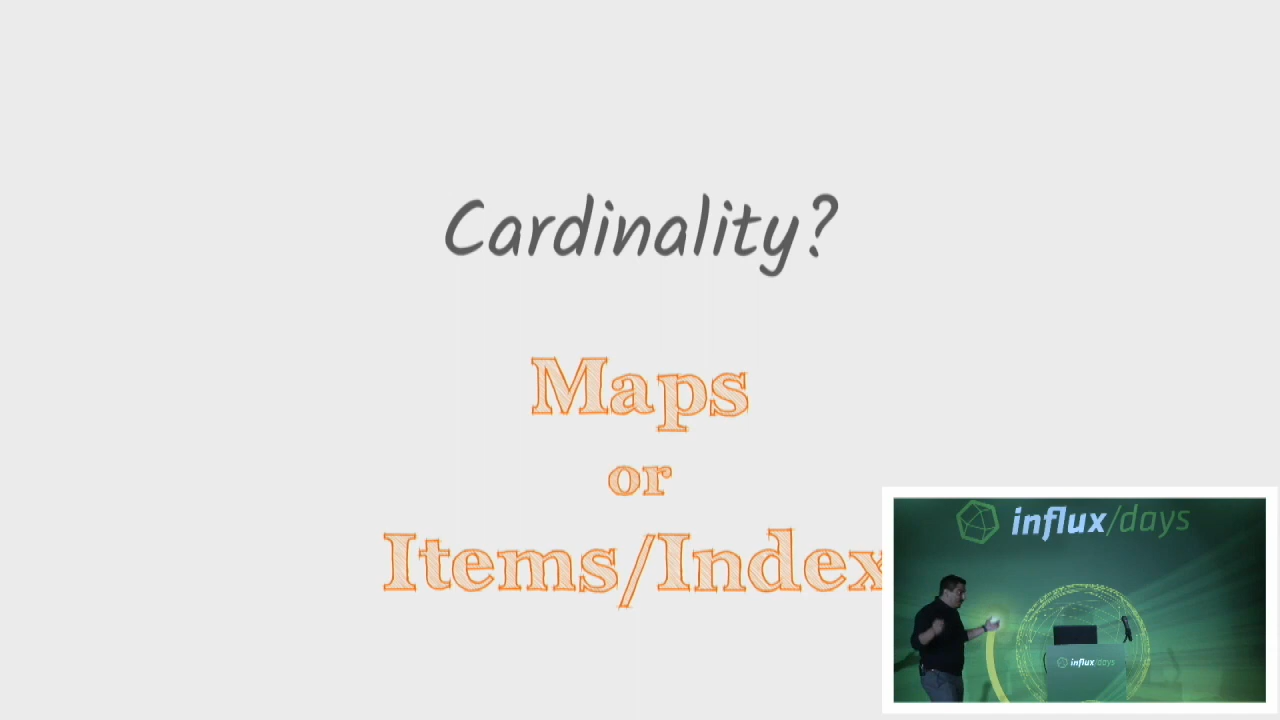 Cardinality?
Maps
or
Items/Index
influx/days
influx/days